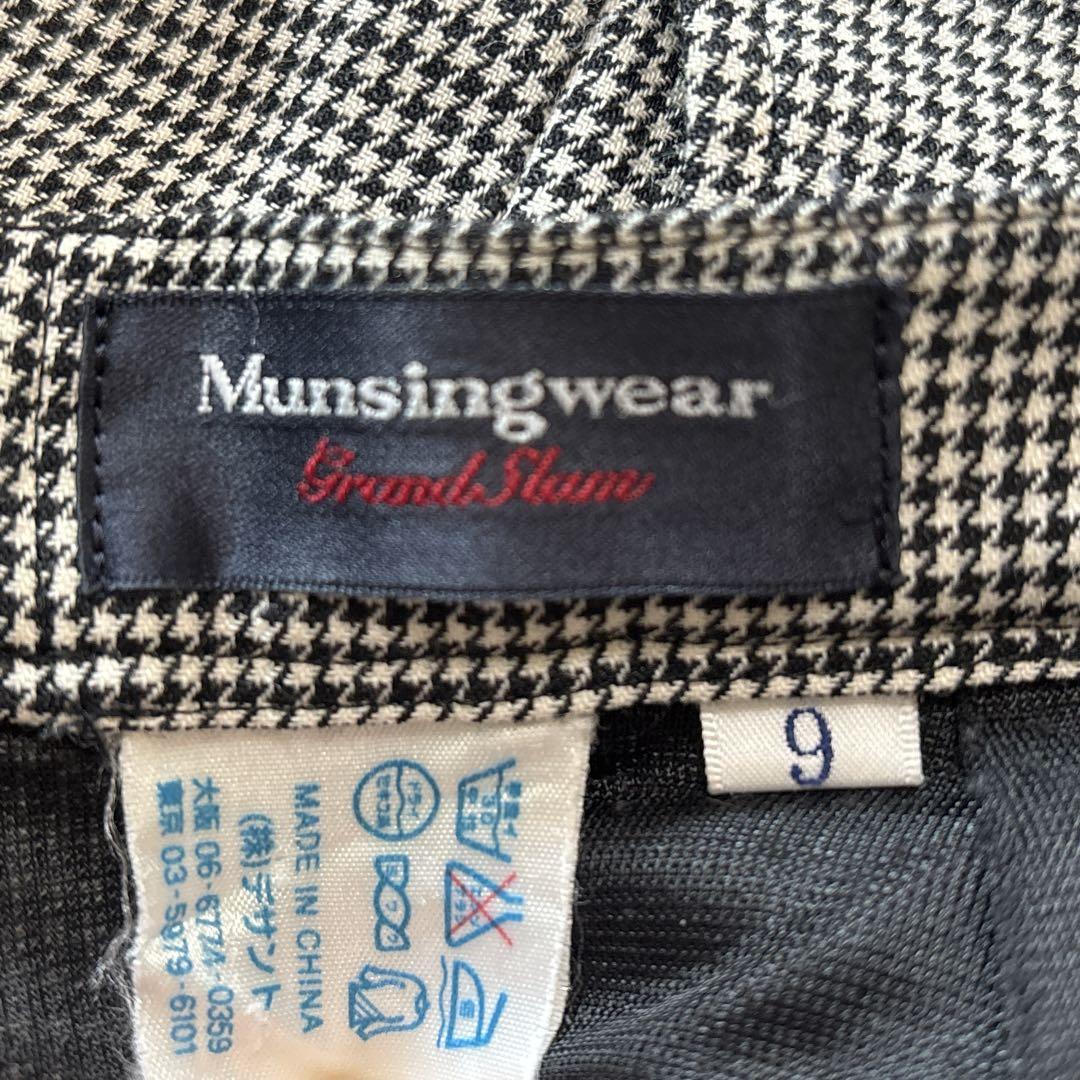 Munsingwear
Grand Slam
9
MADE IN CHINA
(株)デサント
大阪 06-6774-0359
東京 03-5979-6101